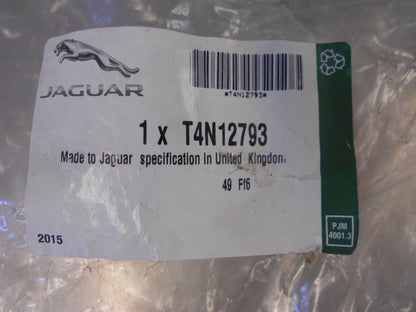 JAGUAR
*T4N12793*
1 x T4N12793
Made to Jaguar specification in United Kingdom
49 F16
2015
PJM
4001.3